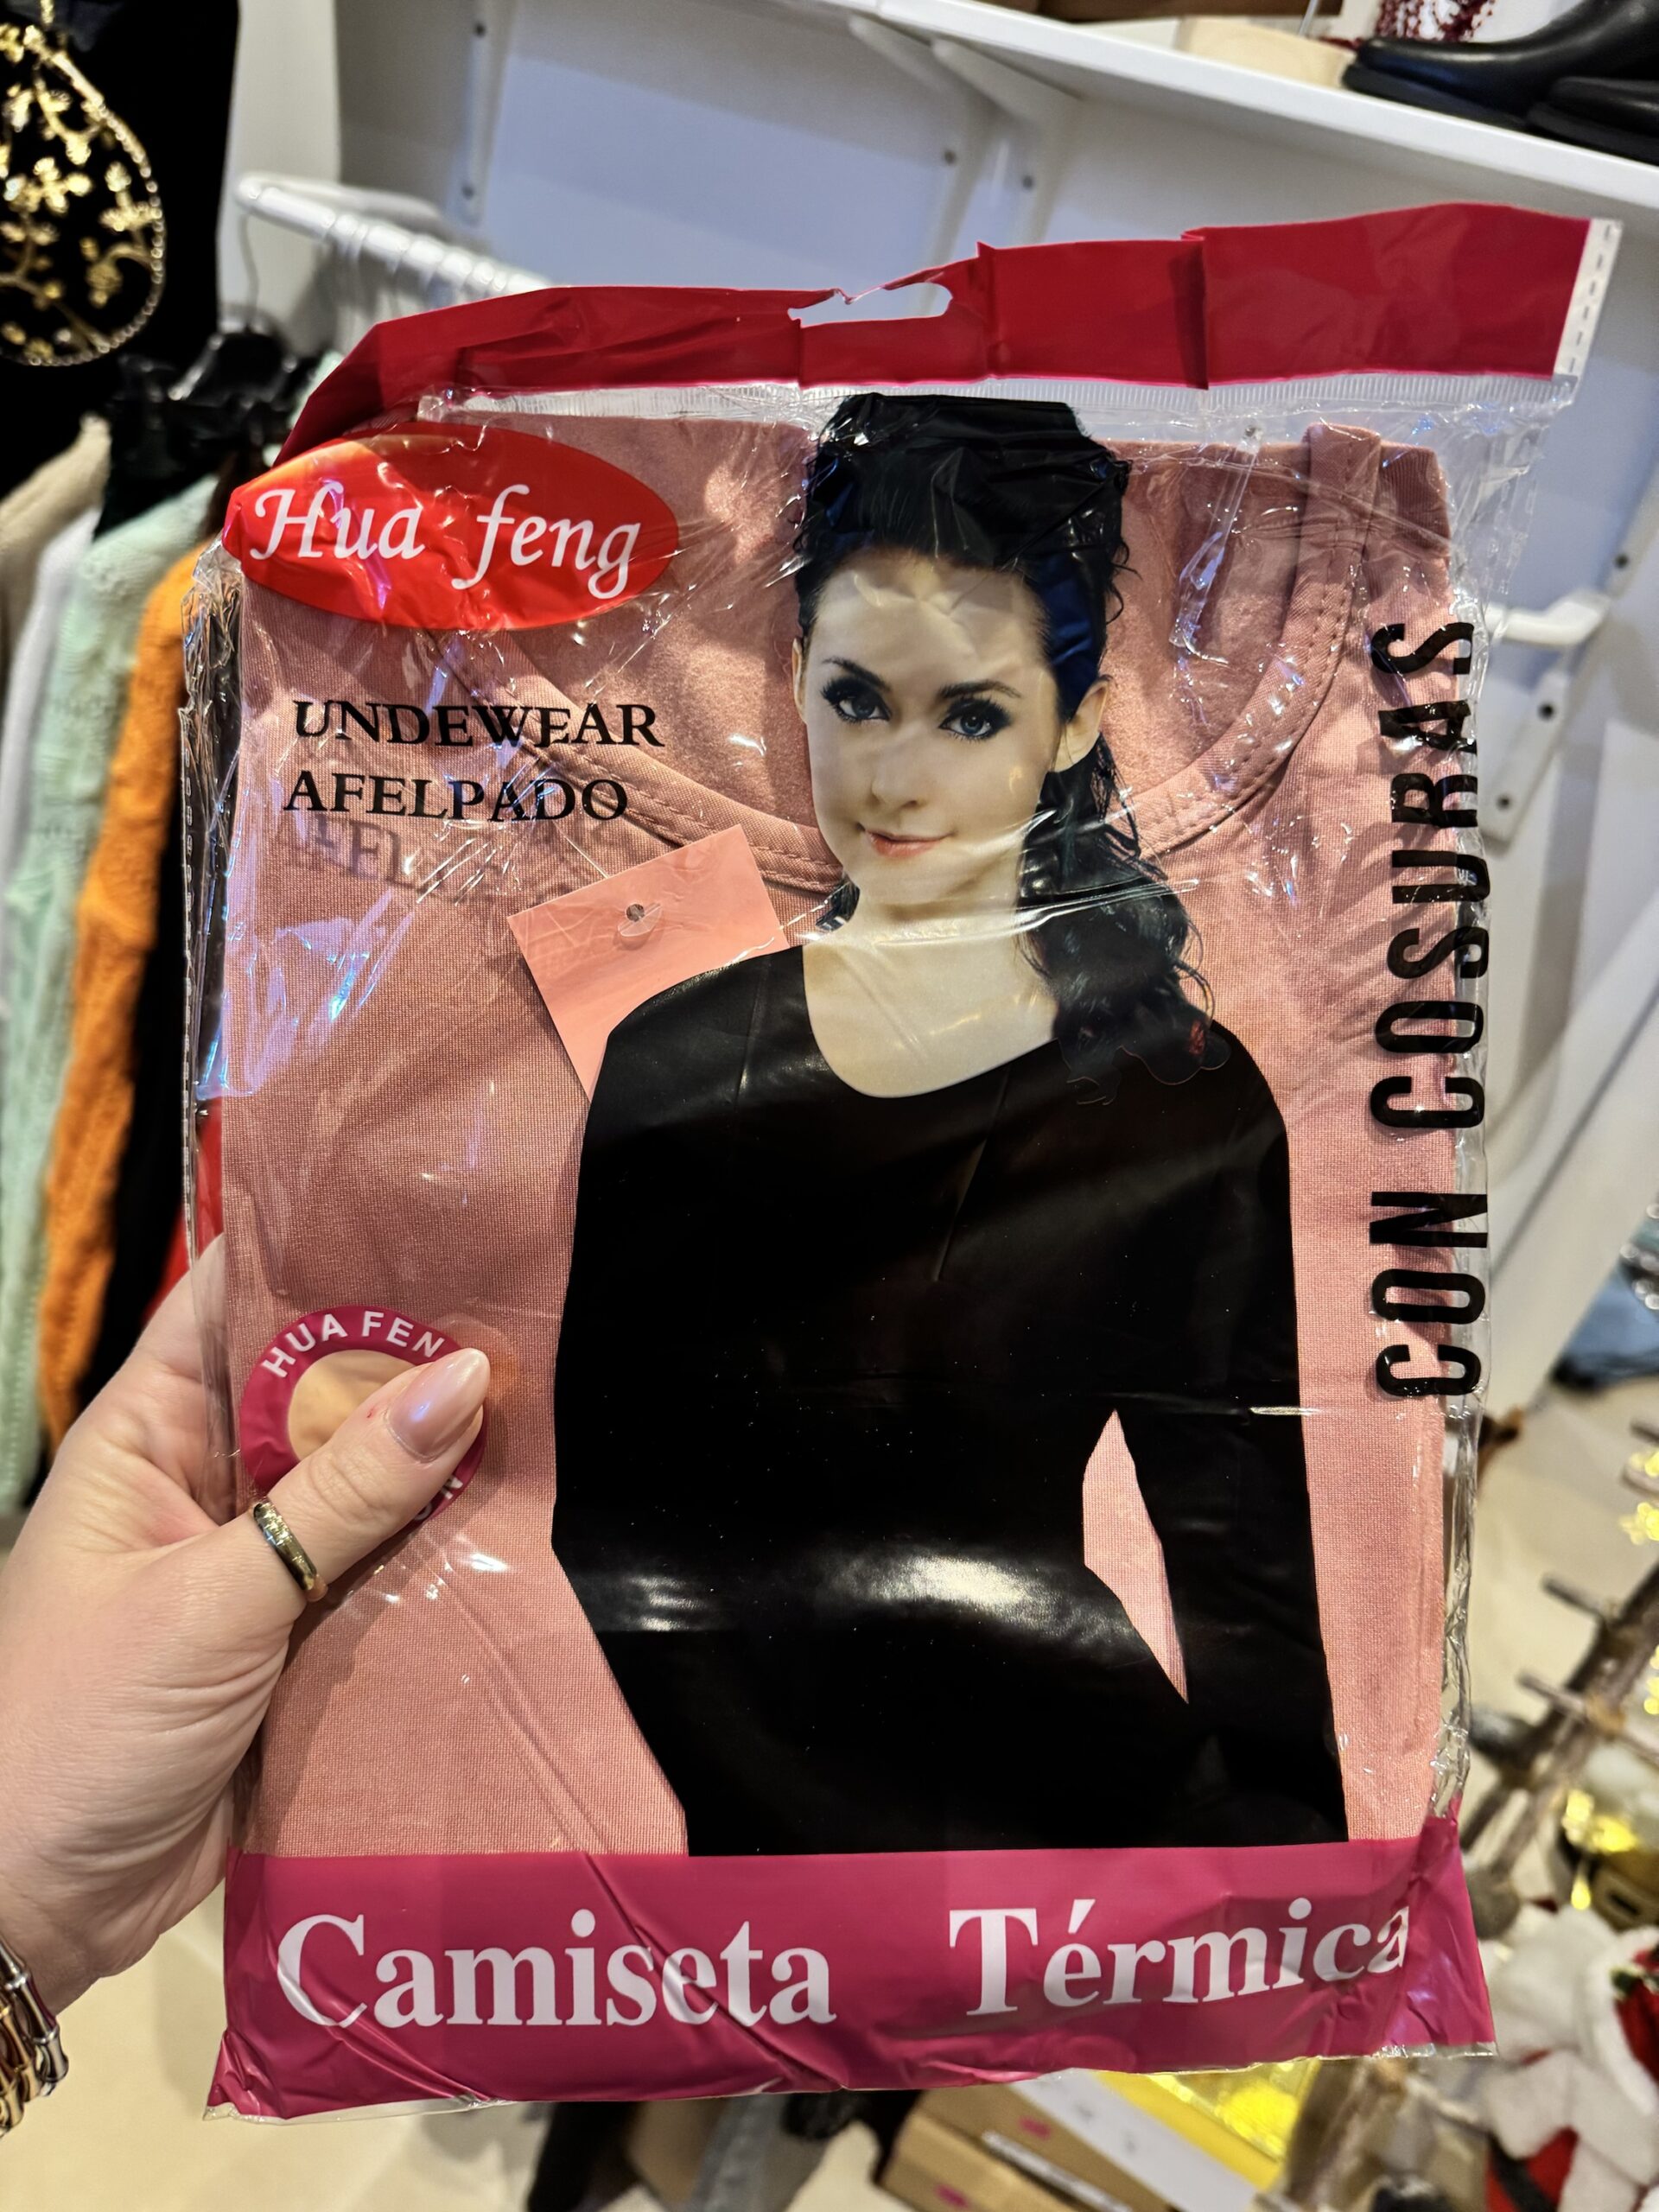 Hua feng
UNDEWEAR
AFELPADO
CON COSURAS
HUA FEN
Camiseta Térmica